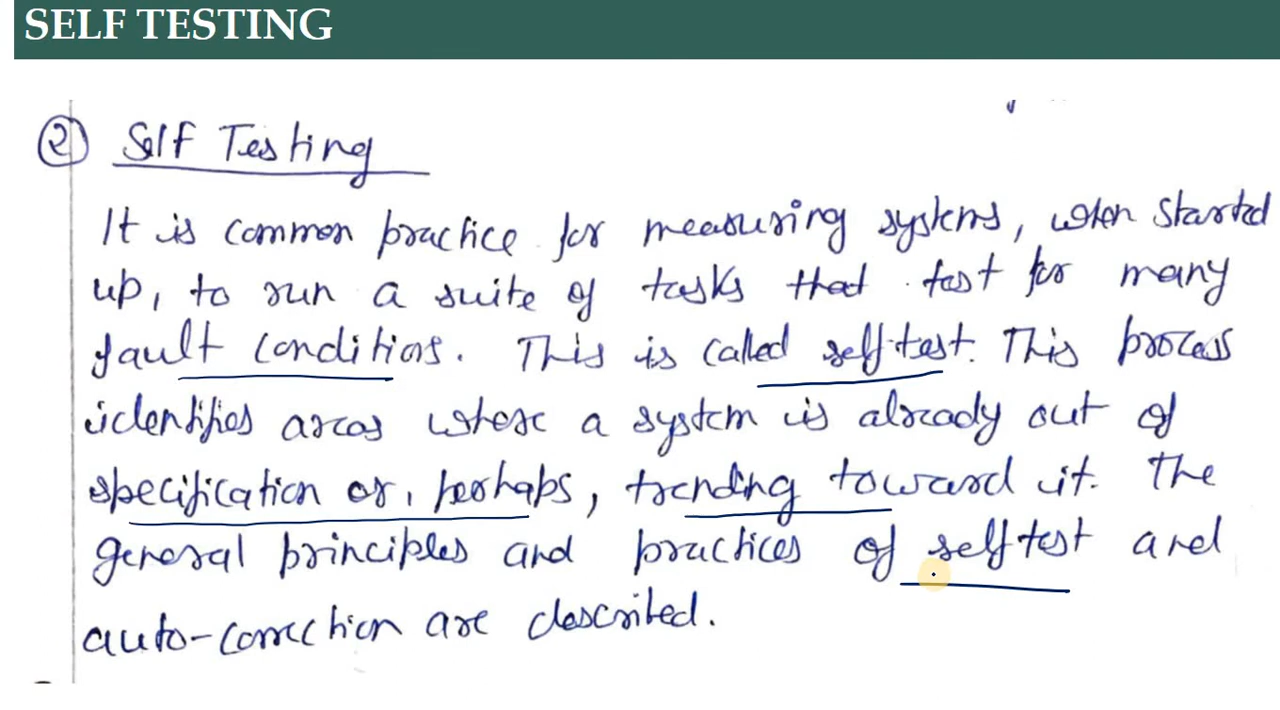 SELF TESTING
② Self Testing
It is common practice for measuring systems, when started
up, to run a suite of tasks that test for many
fault conditions. This is called self-test. This process
identifies areas where a system is already out of
specification or, perhaps, trending toward it. The
general principles and practices of self test and
auto-correction are described.